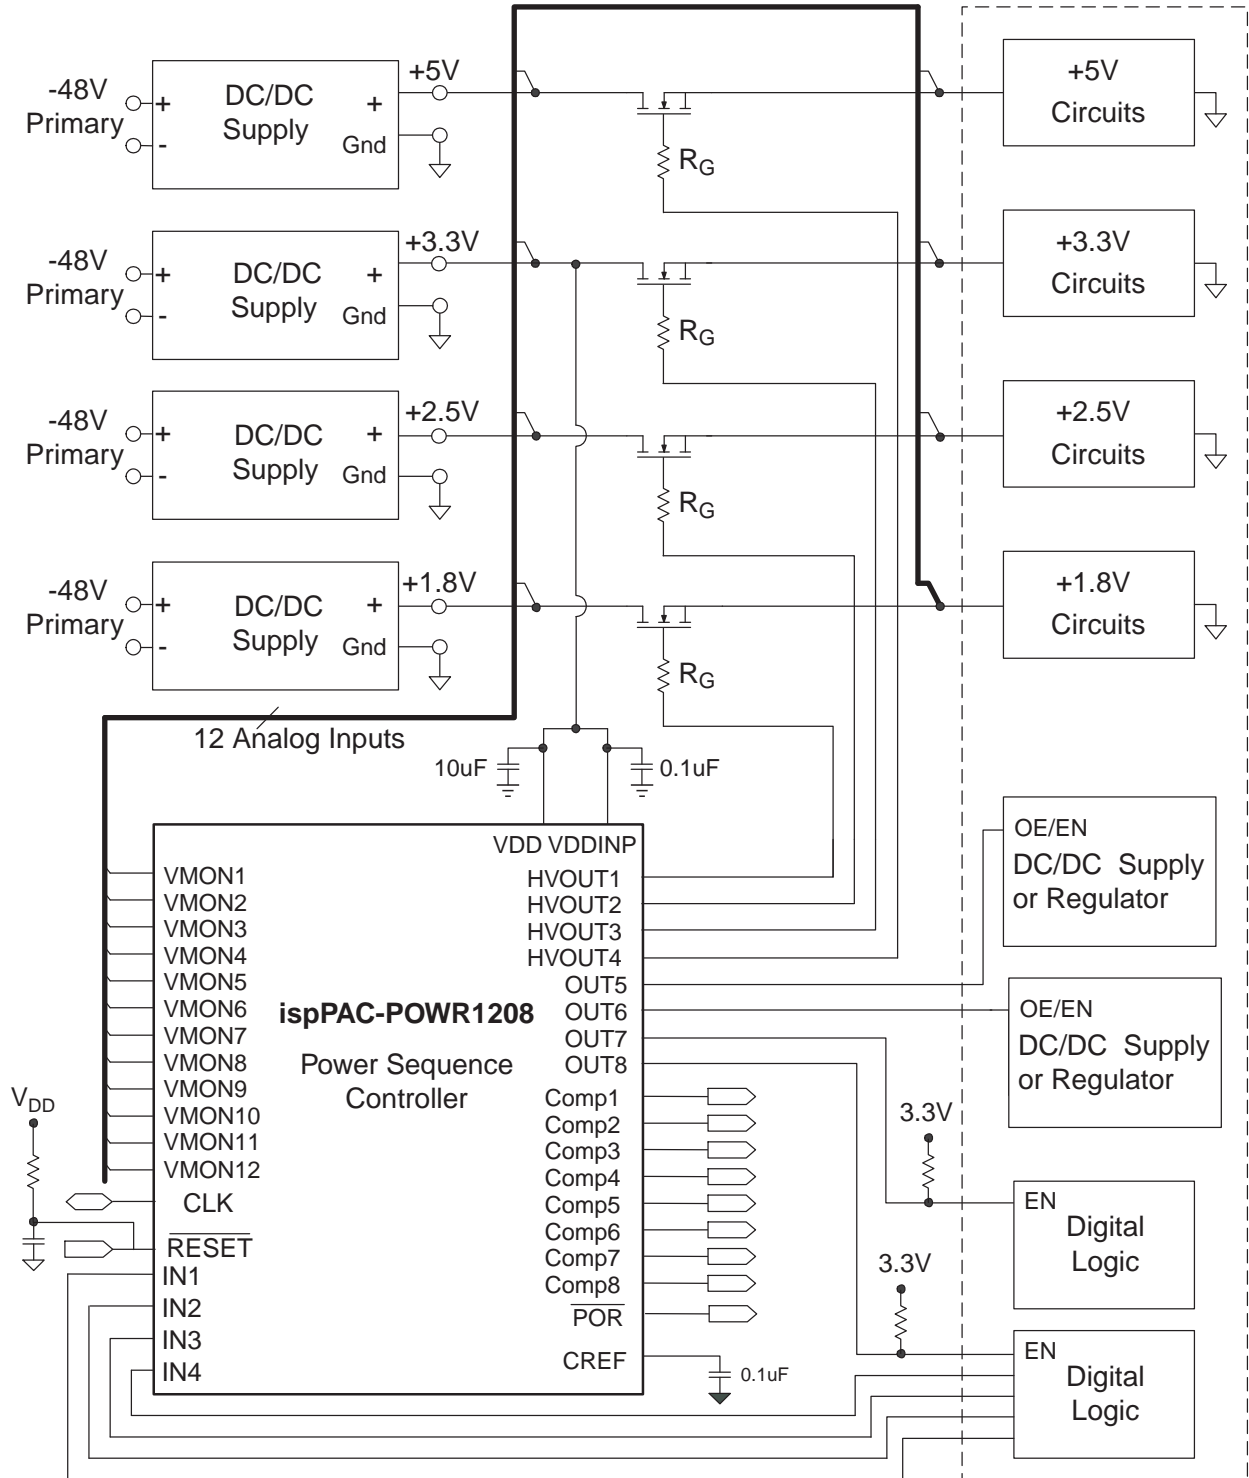 -48V
Primary
+
-
DC/DC
Supply
+
Gnd
+5V
R_G
+5V
Circuits
-48V
Primary
+
-
DC/DC
Supply
+
Gnd
+3.3V
R_G
+3.3V
Circuits
-48V
Primary
+
-
DC/DC
Supply
+
Gnd
+2.5V
R_G
+2.5V
Circuits
-48V
Primary
+
-
DC/DC
Supply
+
Gnd
+1.8V
R_G
+1.8V
Circuits
12 Analog Inputs
10uF
0.1uF
VDD VDDINP
VMON1
VMON2
VMON3
VMON4
VMON5
VMON6
VMON7
VMON8
VMON9
VMON10
VMON11
VMON12
CLK
RESET
IN1
IN2
IN3
IN4
V_DD
ispPAC-POWR1208
Power Sequence
Controller
HVOUT1
HVOUT2
HVOUT3
HVOUT4
OUT5
OUT6
OUT7
OUT8
Comp1
Comp2
Comp3
Comp4
Comp5
Comp6
Comp7
Comp8
POR
CREF
0.1uF
OE/EN
DC/DC Supply
or Regulator
OE/EN
DC/DC Supply
or Regulator
3.3V
EN
Digital
Logic
3.3V
EN
Digital
Logic